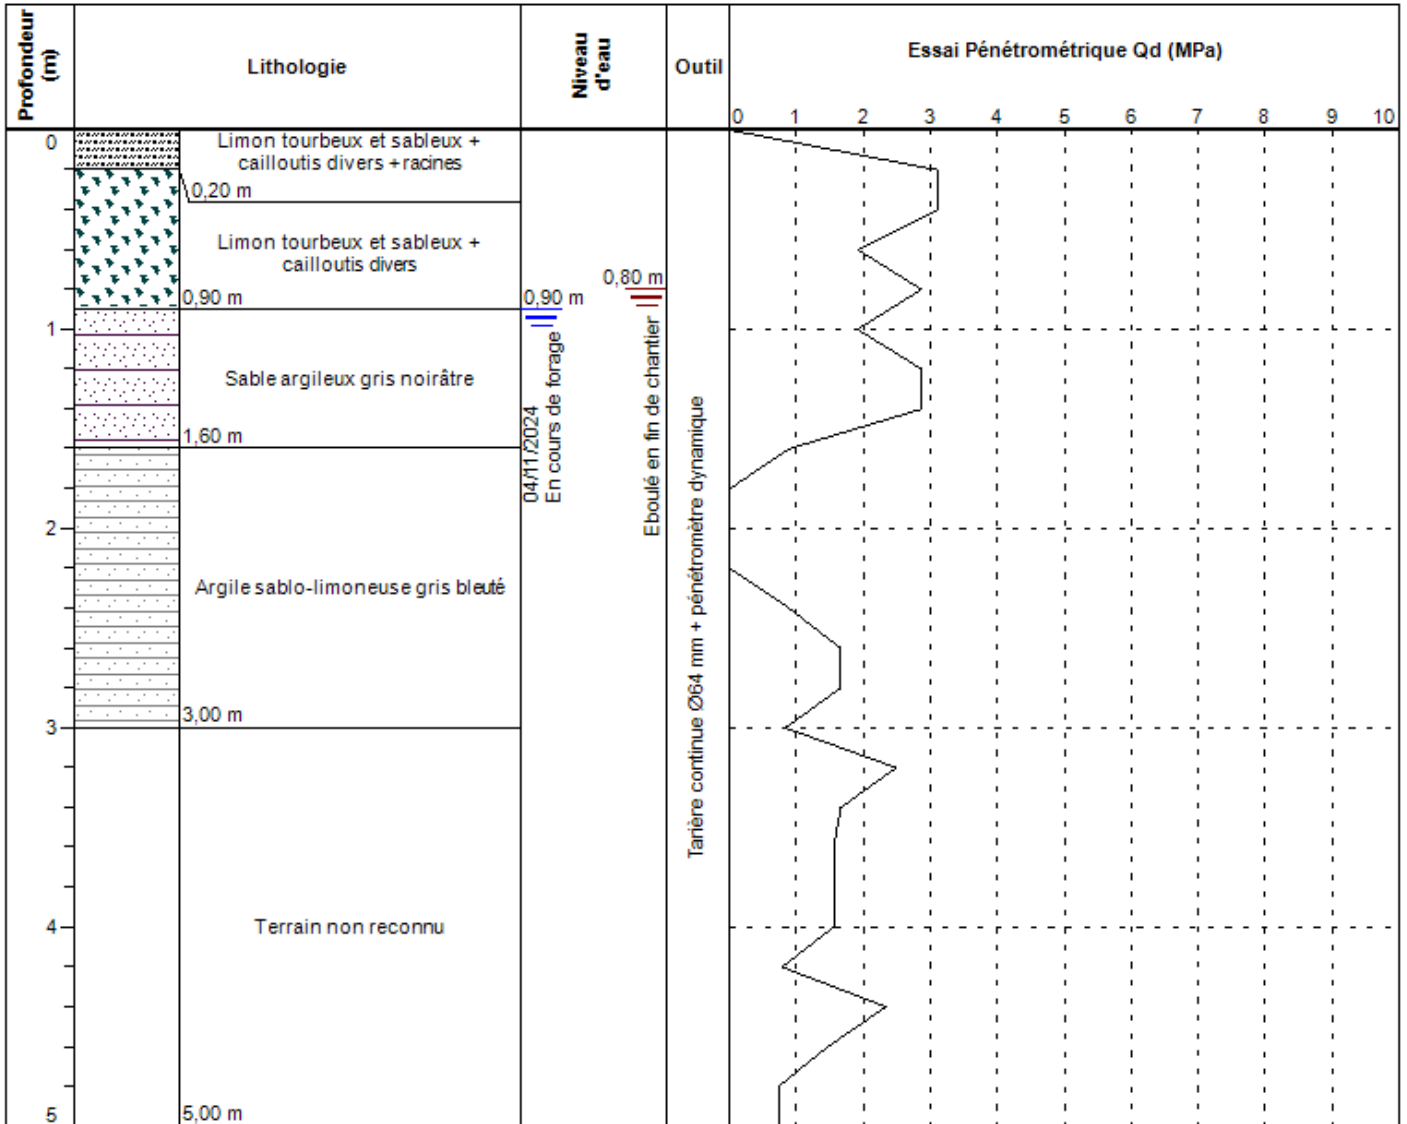 Profondeur
(m)
Lithologie
Niveau
d'eau
Outil
Essai Pénétrométrique Qd (MPa)
0 1 2 3 4 5 6 7 8 9 10
0
Limon tourbeux et sableux +
cailloutis divers + racines
0,20 m
Limon tourbeux et sableux +
cailloutis divers
0,90 m
0,90 m
0,80 m
1
Sable argileux gris noirâtre
1,60 m
04/11/2024
En cours de forage
Eboulé en fin de chantier
Tarière continue Ø64 mm + pénétromètre dynamique
2
Argile sablo-limoneuse gris bleuté
3,00 m
3
4
Terrain non reconnu
5
5,00 m